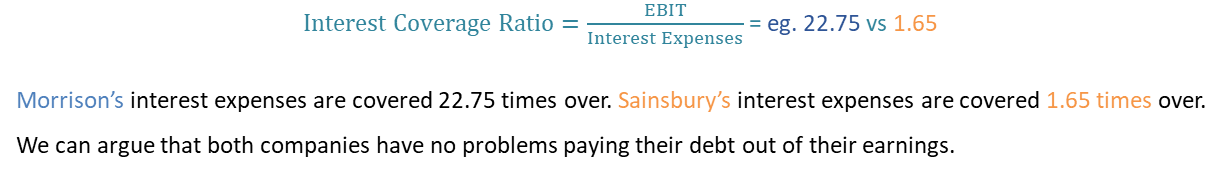 Interest Coverage Ratio = EBIT / Interest Expenses = eg. 22.75 vs 1.65
Morrison’s interest expenses are covered 22.75 times over. Sainsbury’s interest expenses are covered 1.65 times over.
We can argue that both companies have no problems paying their debt out of their earnings.